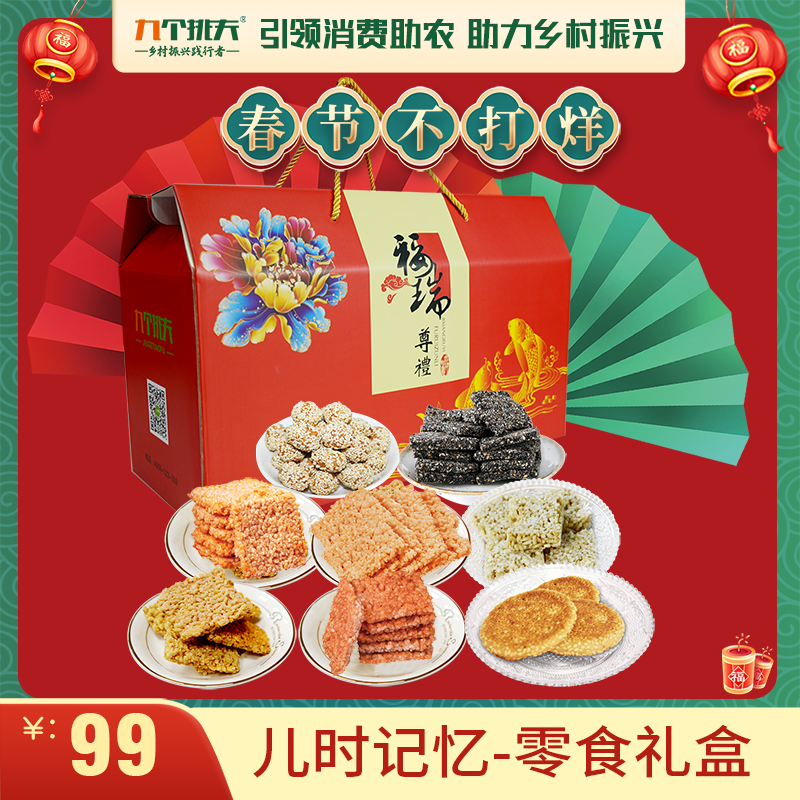 福
九个挑夫® 引领消费助农 助力乡村振兴
乡村振兴践行者
福
春节不打烊
福瑞
尊禮
九个挑夫
福
¥: 99
儿时记忆-零食礼盒